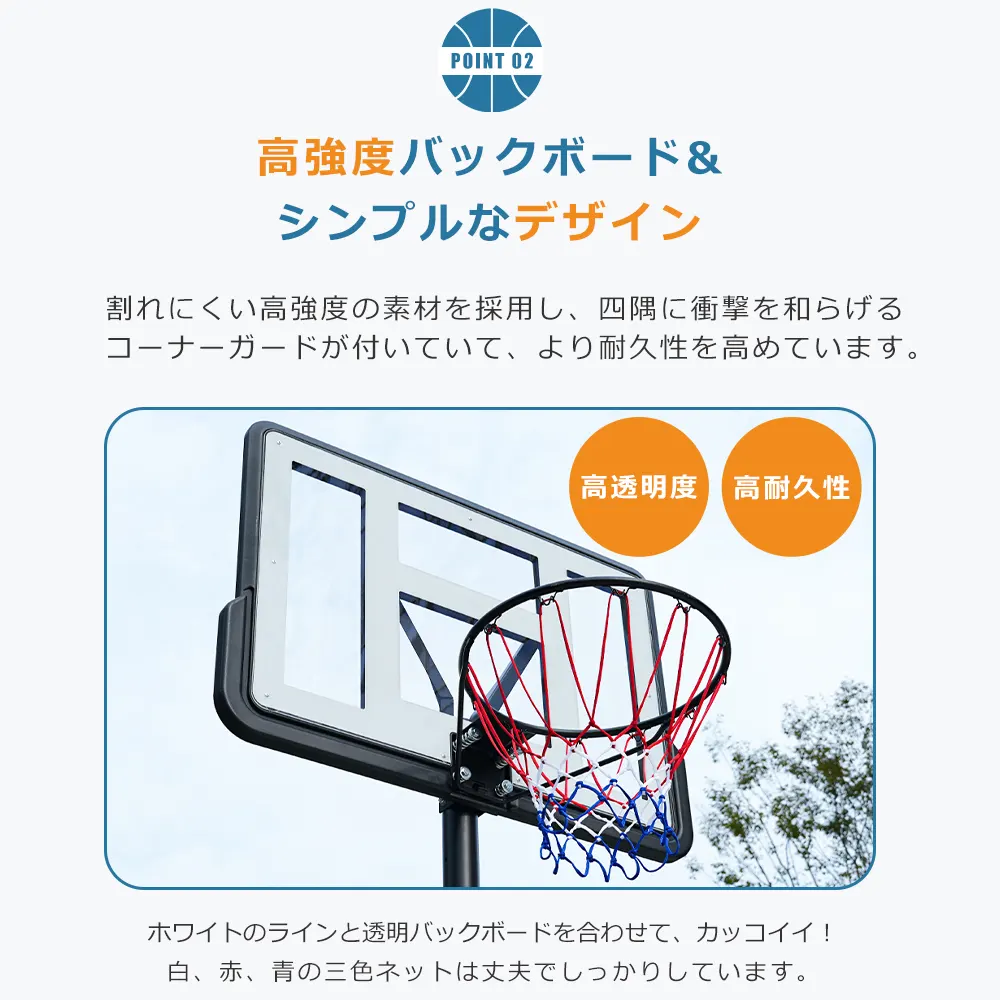 POINT 02
高強度バックボード&
シンプルなデザイン
割れにくい高強度の素材を採用し、四隅に衝撃を和らげる
コーナーガードが付いていて、より耐久性を高めています。
高透明度
高耐久性
ホワイトのラインと透明バックボードを合わせて、カッコイイ！
白、赤、青の三色ネットは丈夫でしっかりしています。